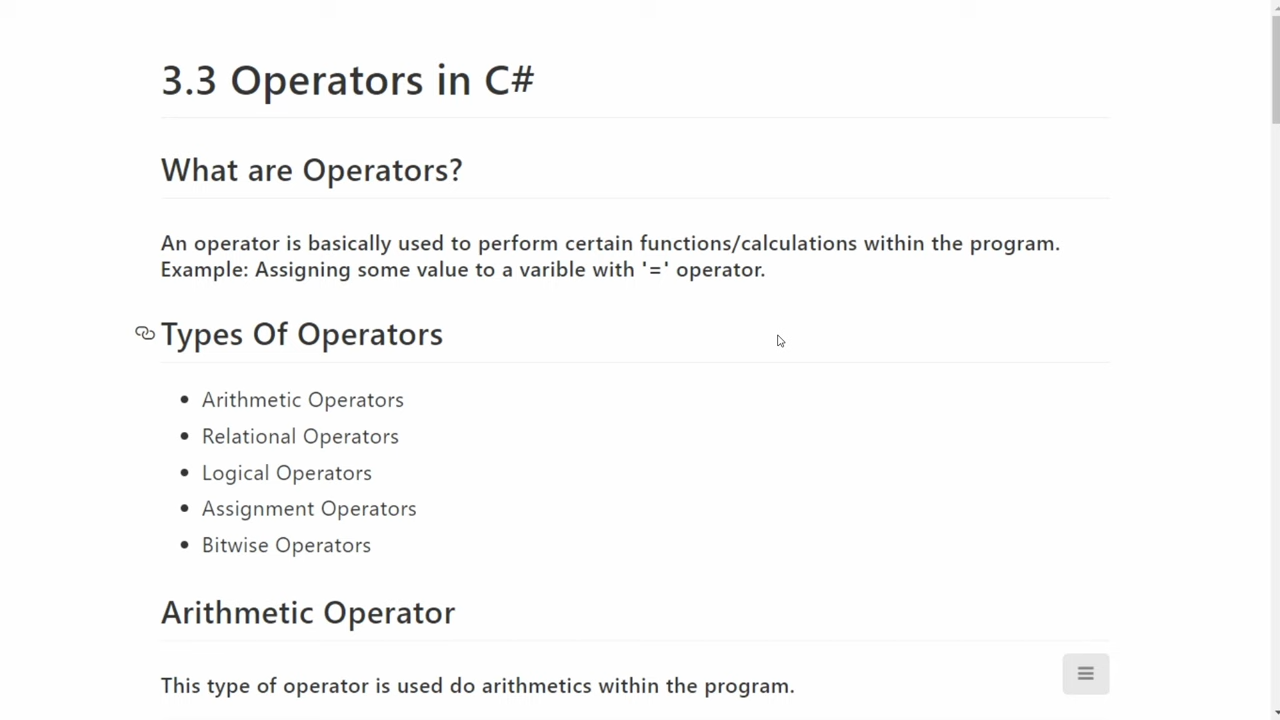 3.3 Operators in C#
What are Operators?
An operator is basically used to perform certain functions/calculations within the program.
Example: Assigning some value to a varible with '=' operator.
Types Of Operators
• Arithmetic Operators
• Relational Operators
• Logical Operators
• Assignment Operators
• Bitwise Operators
Arithmetic Operator
This type of operator is used do arithmetics within the program.